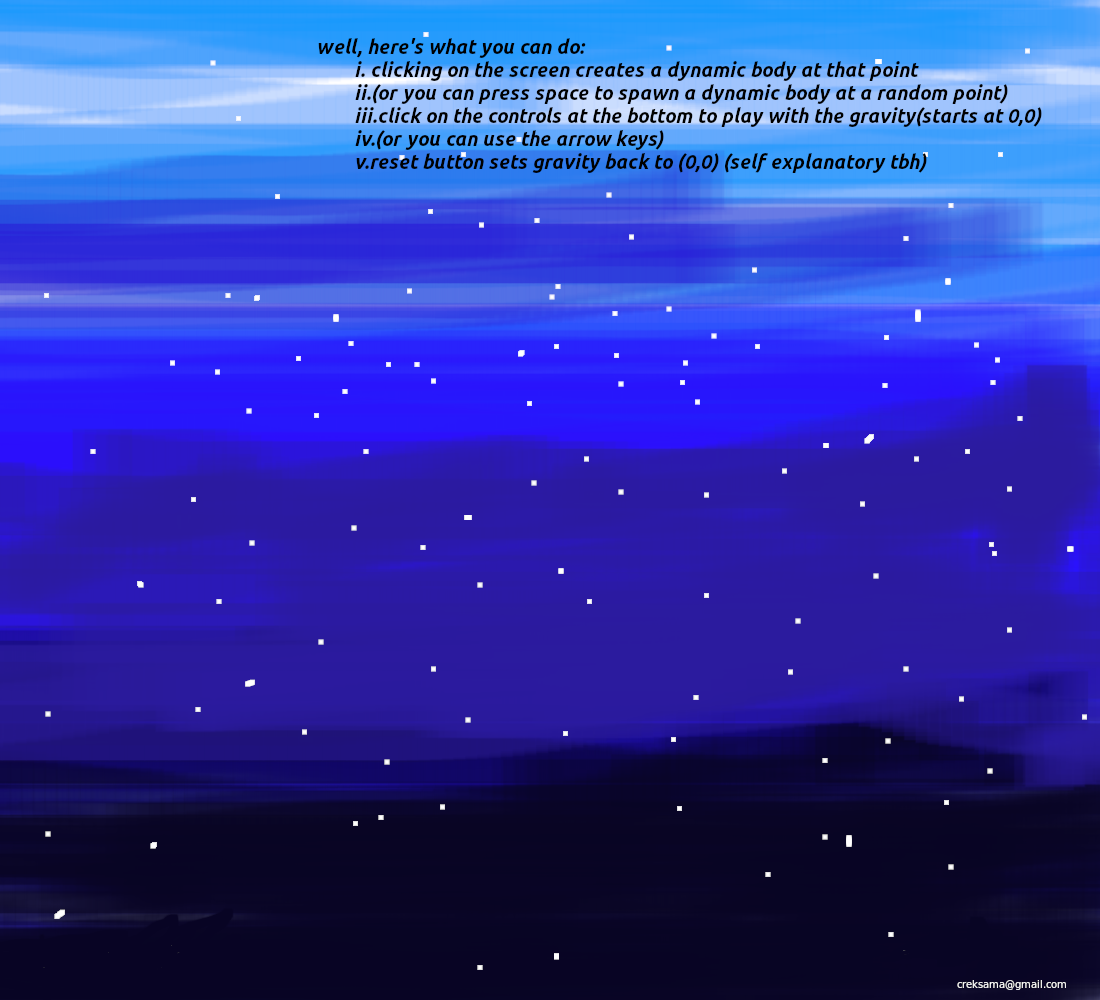 well, here's what you can do:
i. clicking on the screen creates a dynamic body at that point
ii.(or you can press space to spawn a dynamic body at a random point)
iii.click on the controls at the bottom to play with the gravity(starts at 0,0)
iv.(or you can use the arrow keys)
v.reset button sets gravity back to (0,0) (self explanatory tbh)
creksama@gmail.com